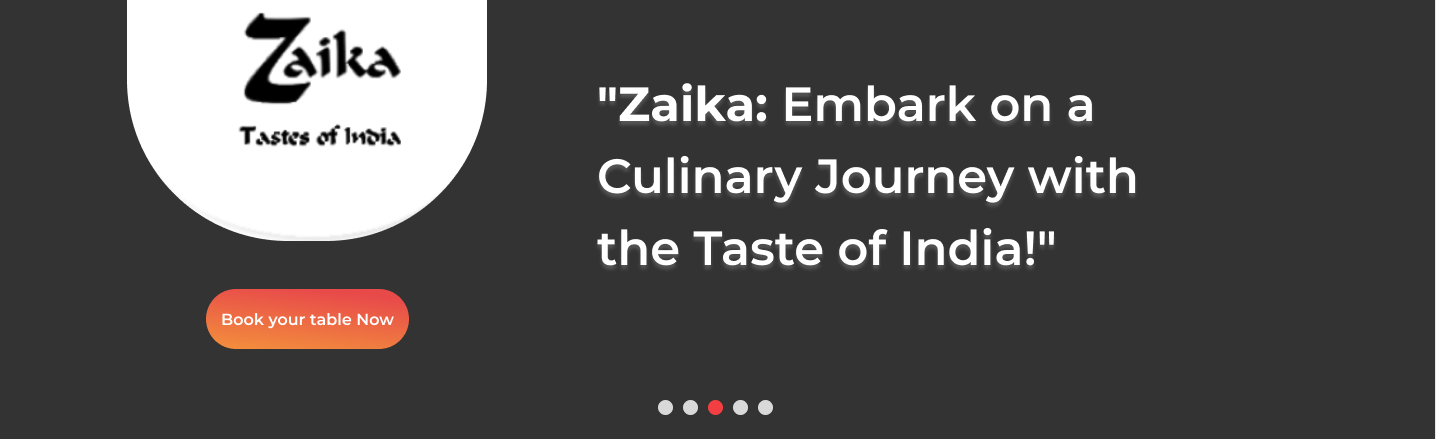 Zaika
Tastes of India
"Zaika: Embark on a
Culinary Journey with
the Taste of India!"
Book your table Now